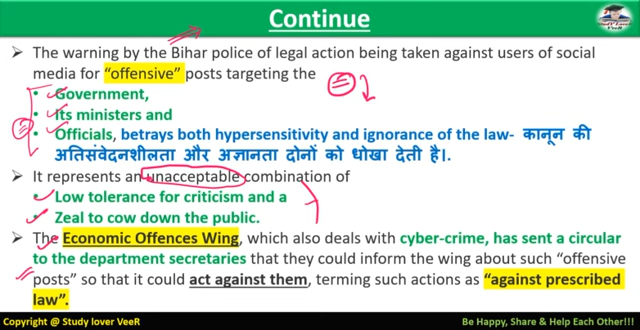 Continue
Study Lover
VeeR
➢ The warning by the Bihar police of legal action being taken against users of social
media for “offensive” posts targeting the
• Government,
• Its ministers and
• Officials, betrays both hypersensitivity and ignorance of the law- कानून की
अतिसंवेदनशीलता और अज्ञानता दोनों को धोखा देती है।.
➢ It represents an unacceptable combination of
• Low tolerance for criticism and a
• Zeal to cow down the public.
➢ The Economic Offences Wing, which also deals with cyber-crime, has sent a circular
to the department secretaries that they could inform the wing about such “offensive
posts” so that it could act against them, terming such actions as “against prescribed
law”.
Copyright @ Study lover VeeR
Be Happy, Share & Help Each Other!!!